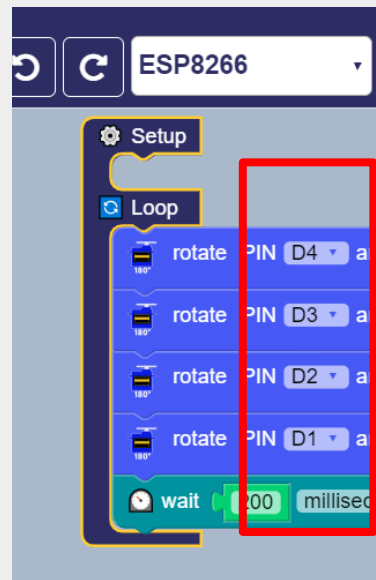 ESP8266
Setup
Loop
180° rotate PIN D4
180° rotate PIN D3
180° rotate PIN D2
180° rotate PIN D1
wait 200